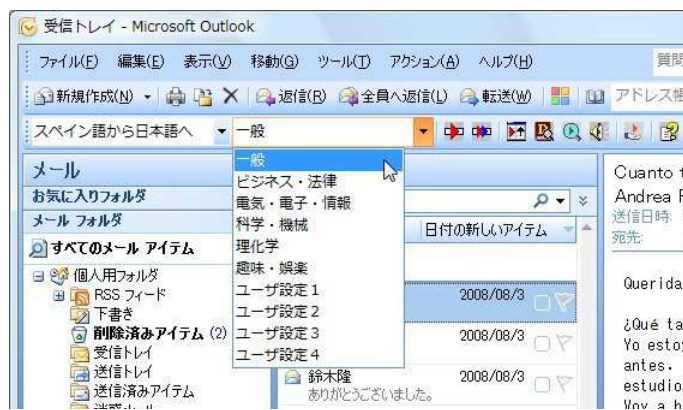 受信トレイ - Microsoft Outlook
ファイル(F) 編集(E) 表示(V) 移動(G) ツール(T) アクション(A) ヘルプ(H) 質問
新規作成(N) 返信(R) 全員へ返信(L) 転送(W) アドレス帳
スペイン語から日本語へ 一般
一般
ビジネス・法律
電気・電子・情報
科学・機械
理化学
趣味・娯楽
ユーザ設定1
ユーザ設定2
ユーザ設定3
ユーザ設定4
メール
お気に入りフォルダ
メール フォルダ
すべてのメール アイテム
個人用フォルダ
RSS フィード
下書き
削除済みアイテム (2)
受信トレイ
送信トレイ
送信済みアイテム
迷惑メール
日付の新しいアイテム
2008/08/3
2008/08/3
鈴木隆 2008/08/3
ありがとうございました。
Cuanto
Andrea
送信日時:
宛先:
Querida
¿Qué
Yo
antes.
Voy a